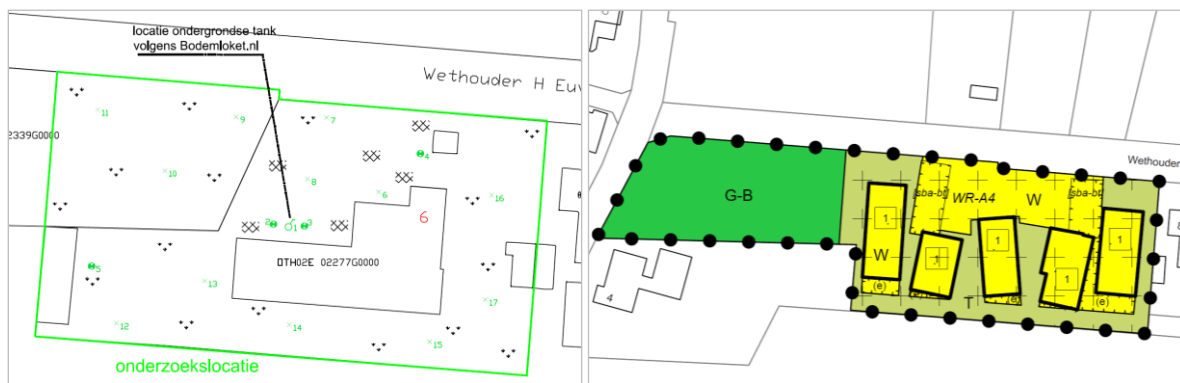 locatie ondergrondse tank
volgens Bodemloket.nl
Wethouder H Euv
11
9
7
2339G0000
4
10
8
6
16
6
2
1
3
OTH02E 02277G0000
5
13
17
12
14
15
onderzoekslocatie
G-B
Wethouder
[sba-bt]
WR-A4
W
[sba-bt]
1
1
1
1
1
W
(e)
(e)
(e)
T
4
8